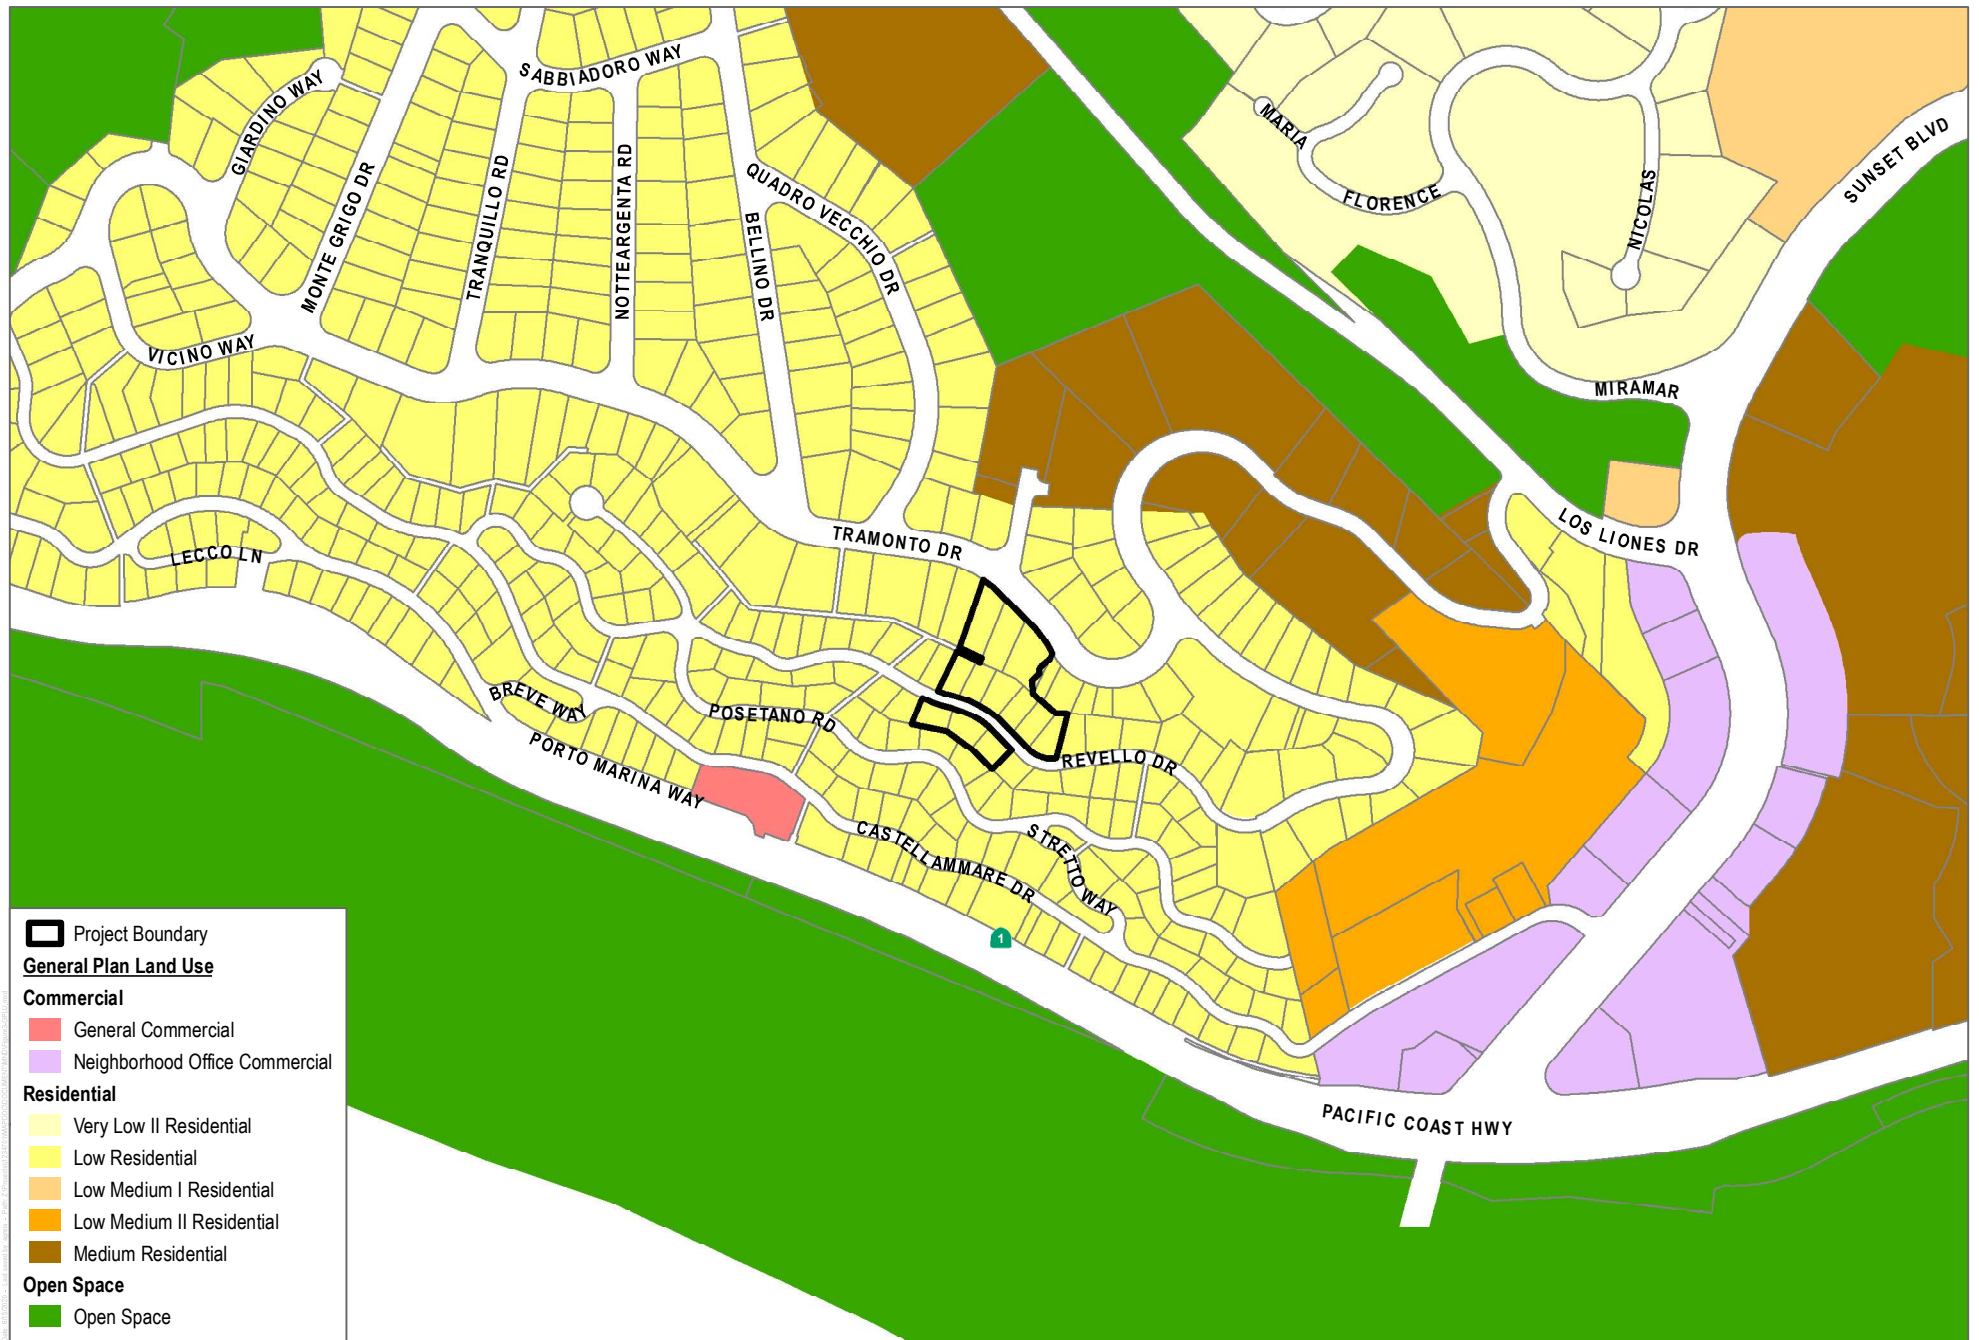 SABBIADORO WAY
GIARDINO WAY
MARIA
SUNSET BLVD
FLORENCE
NICOLAS
MONTE GRIGO DR
TRANQUILLO RD
NOTTEARGENTA RD
BELLINO DR
QUADRO VECCHIO DR
VICINO WAY
MIRAMAR
LOS LIONES DR
TRAMONTO DR
LECCO LN
BREVE WAY
POSETANO RD
PORTO MARINA WAY
REVELLO DR
CASTELLAMMARE DR
STRETTO WAY
1
PACIFIC COAST HWY
Project Boundary
General Plan Land Use
Commercial
General Commercial
Neighborhood Office Commercial
Residential
Very Low II Residential
Low Residential
Low Medium I Residential
Low Medium II Residential
Medium Residential
Open Space
Open Space